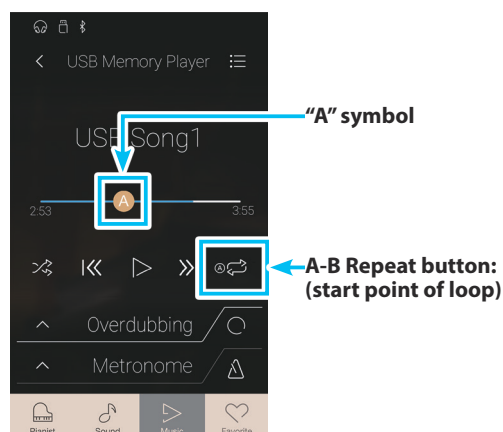 USB Memory Player
“A” symbol
USB Song1
A
2:53
3:55
A
A-B Repeat button:
(start point of loop)
Overdubbing
Metronome
Pianist Sound Music Favorite